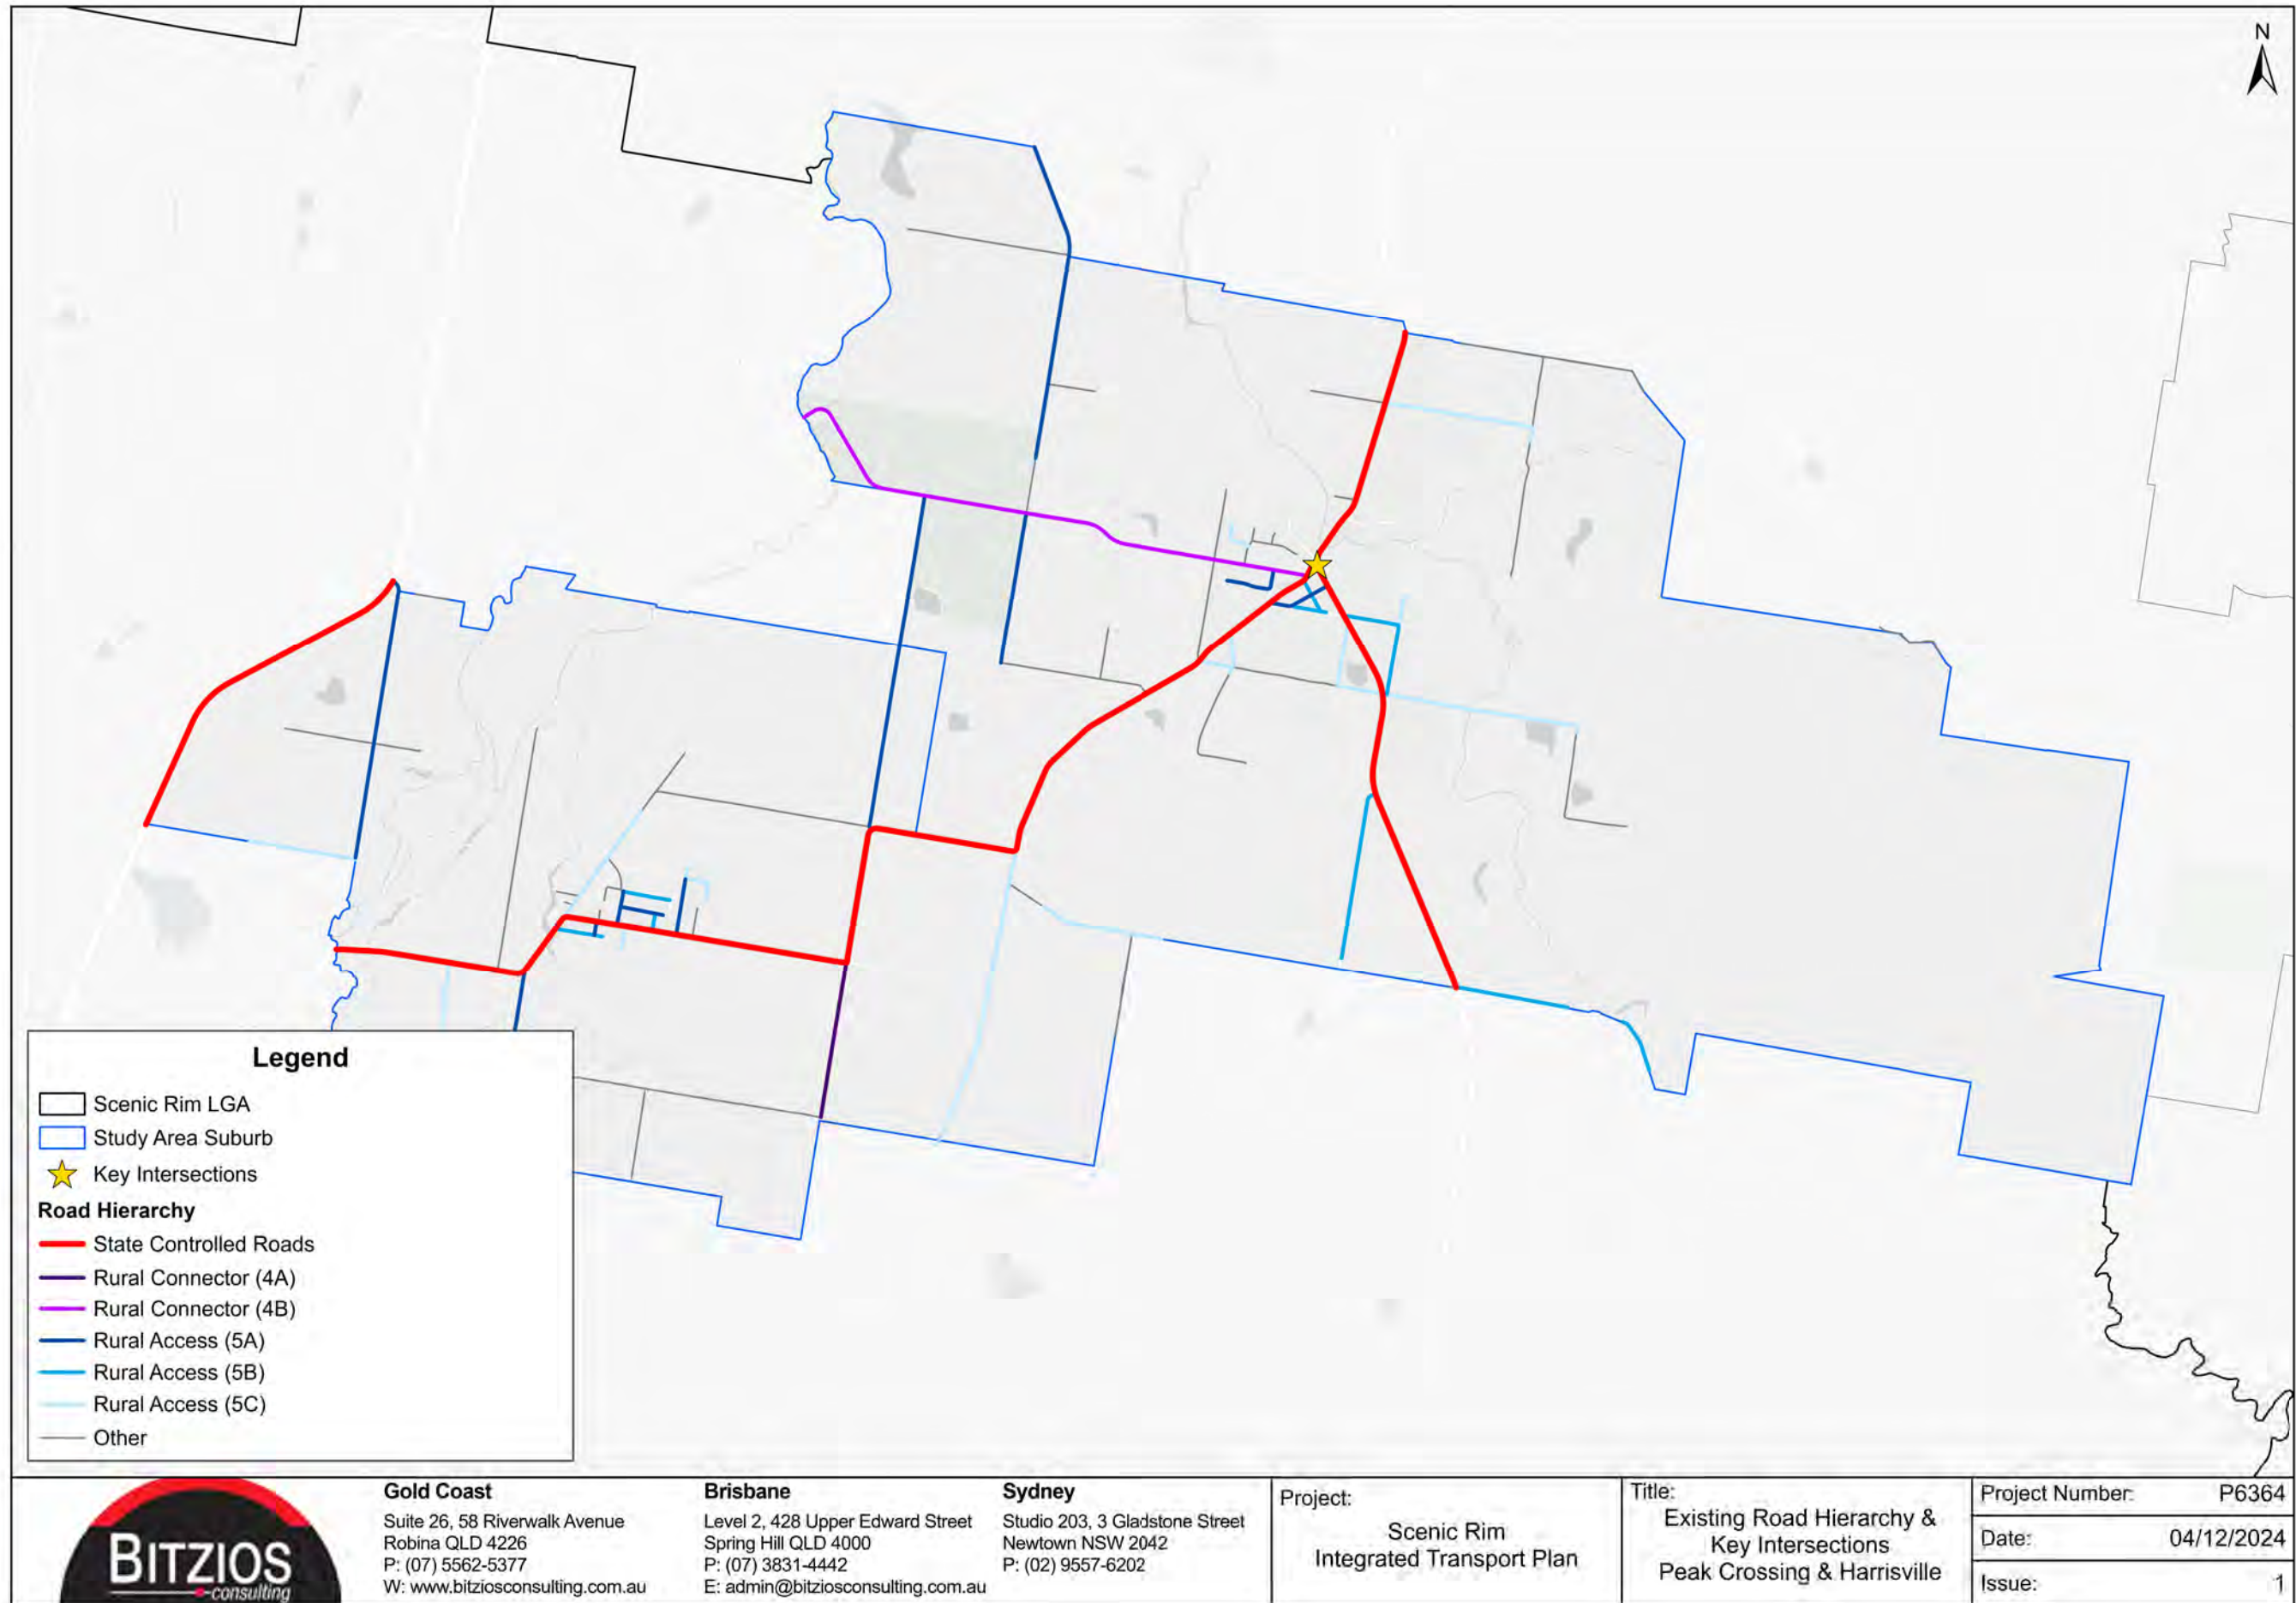 N
Legend
Scenic Rim LGA
Study Area Suburb
Key Intersections
Road Hierarchy
State Controlled Roads
Rural Connector (4A)
Rural Connector (4B)
Rural Access (5A)
Rural Access (5B)
Rural Access (5C)
Other
BITZIOS
consulting
Gold Coast
Suite 26, 58 Riverwalk Avenue
Robina QLD 4226
P: (07) 5562-5377
W: www.bitziosconsulting.com.au
Brisbane
Level 2, 428 Upper Edward Street
Spring Hill QLD 4000
P: (07) 3831-4442
E: admin@bitziosconsulting.com.au
Sydney
Studio 203, 3 Gladstone Street
Newtown NSW 2042
P: (02) 9557-6202
Project:
Scenic Rim
Integrated Transport Plan
Title:
Existing Road Hierarchy &
Key Intersections
Peak Crossing & Harrisville
Project Number: P6364
Date: 04/12/2024
Issue: 1